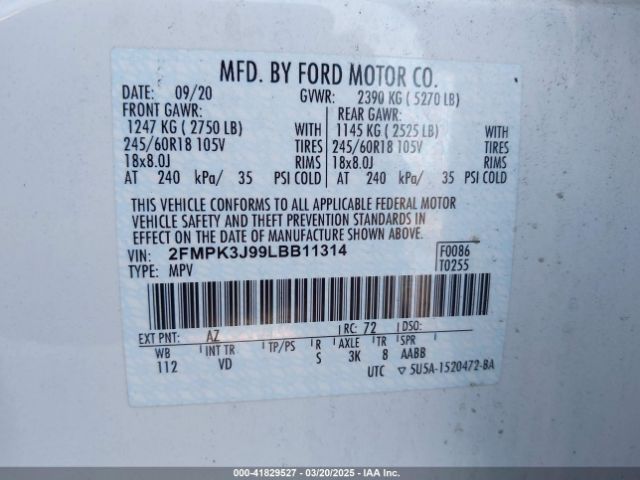 MFD. BY FORD MOTOR CO.
DATE: 09/20 GVWR: 2390 KG ( 5270 LB)
FRONT GAWR: REAR GAWR:
1247 KG ( 2750 LB) WITH 1145 KG ( 2525 LB) WITH
245/60R18 105V TIRES 245/60R18 105V TIRES
18x8.0J RIMS 18x8.0J RIMS
AT 240 kPa/ 35 PSI COLD AT 240 kPa/ 35 PSI COLD
THIS VEHICLE CONFORMS TO ALL APPLICABLE FEDERAL MOTOR
VEHICLE SAFETY AND THEFT PREVENTION STANDARDS IN
EFFECT ON THE DATE OF MANUFACTURE SHOWN ABOVE.
VIN: 2FMPK3J99LBB11314 F0086
TYPE: MPV T0255
EXT PNT: AZ RC: 72 DSO:
WB INT TR TP/PS R AXLE TR SPR
112 VD S 3K 8 AABB
UTC ▽ 5U5A-1520472-BA
000-41829527 - 03/20/2025 - IAA Inc.